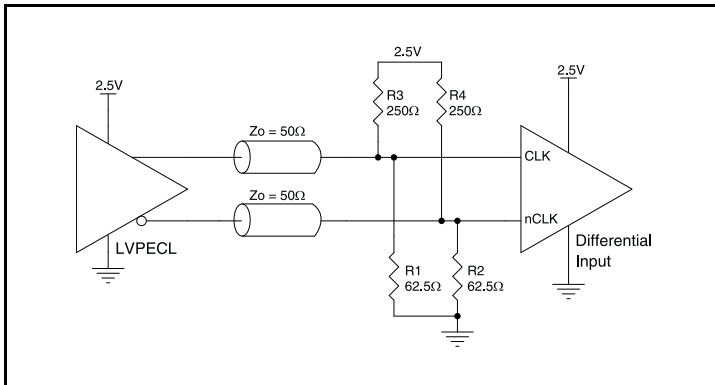 2.5V
2.5V
2.5V
R3
250Ω
R4
250Ω
Zo = 50Ω
CLK
Zo = 50Ω
nCLK
LVPECL
Differential
Input
R1
62.5Ω
R2
62.5Ω